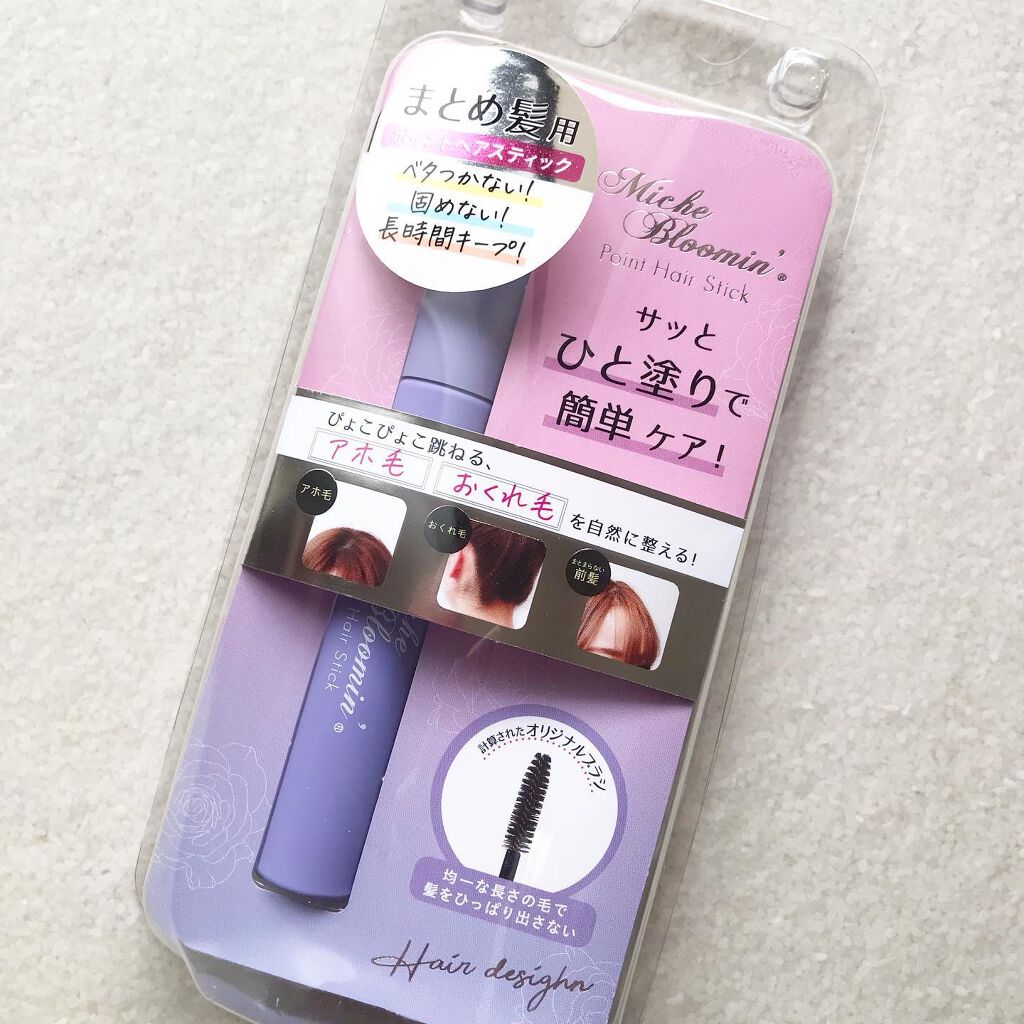 まとめ髪用
ポイントヘアスティック
ベタつかない!
固めない!
長時間キープ!
Miche
Bloomin'®
Point Hair Stick
サッと
ひと塗りで
簡単ケア!
ぴょこぴょこ跳ねる、
アホ毛 おくれ毛 を自然に整える!
アホ毛
おくれ毛
まとまらない
前髪
Bloomin'®
Hair Stick
計算されたオリジナルブラシ
均一な長さの毛で
髪をひっぱり出さない
Hair desighn